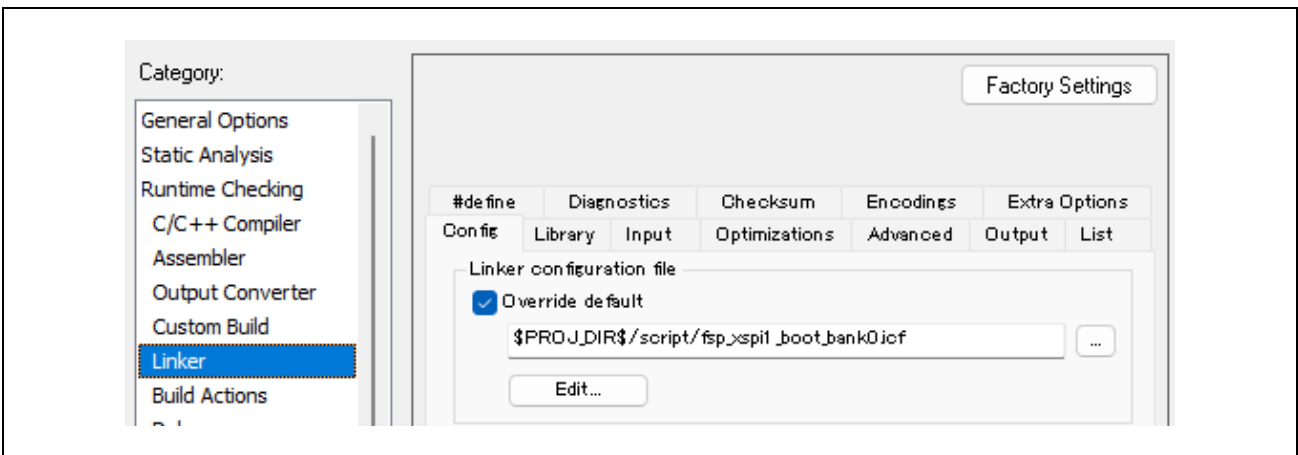 Category:
Factory Settings
General Options
Static Analysis
Runtime Checking
C/C++ Compiler
Assembler
Output Converter
Custom Build
Linker
Build Actions
#define Diagnostics Checksum Encodings Extra Options
Config Library Input Optimizations Advanced Output List
Linker configuration file
Override default
$PROJ_DIR$/script/fsp_xspi1_boot_bank0.icf
...
Edit...